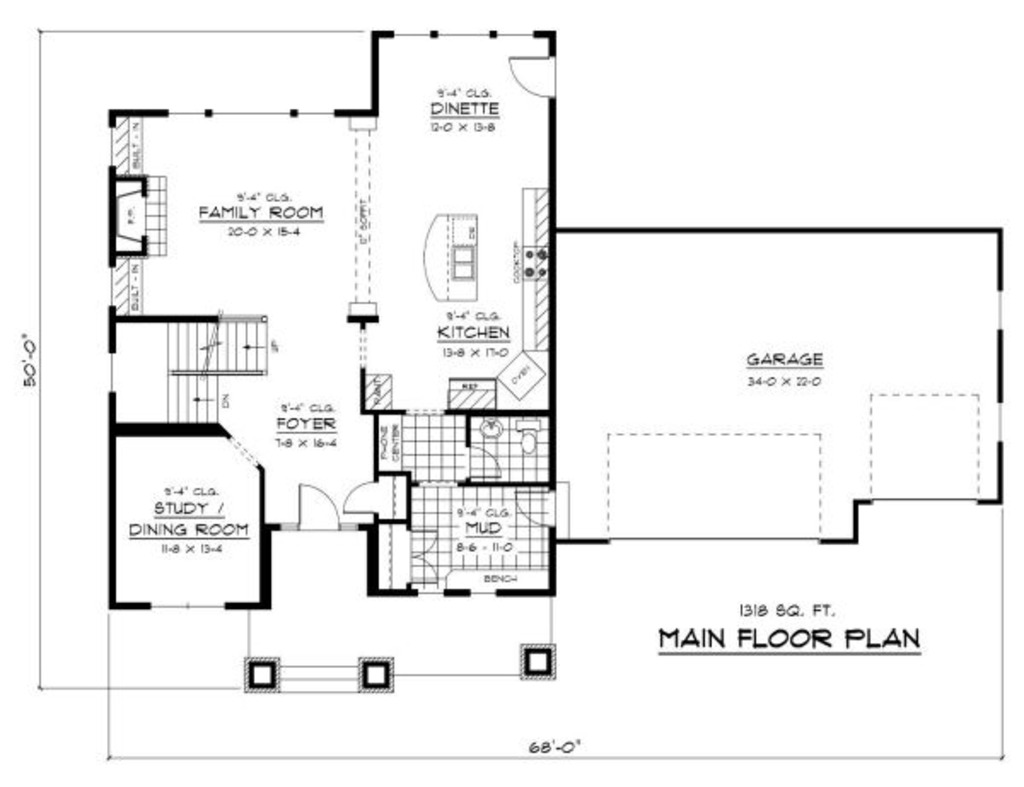 9'-4" CLG.
DINETTE
12-0 X 13-8
BUILT - IN
9'-4" CLG.
FAMILY ROOM
20-0 X 15-4
F.P.
12" SOFFIT
DW
COOKTOP
BUILT - IN
9'-4" CLG.
KITCHEN
13-8 X 17-0
OVEN
REF
PANT.
UP
DN
50'-0"
GARAGE
34-0 X 22-0
9'-4" CLG.
FOYER
7-8 X 16-4
PHONE
CENTER
9'-4" CLG.
STUDY /
DINING ROOM
11-8 X 13-4
9'-4" CLG.
MUD
8-6 - 11-0
BENCH
1318 SQ. FT.
MAIN FLOOR PLAN
68'-0"